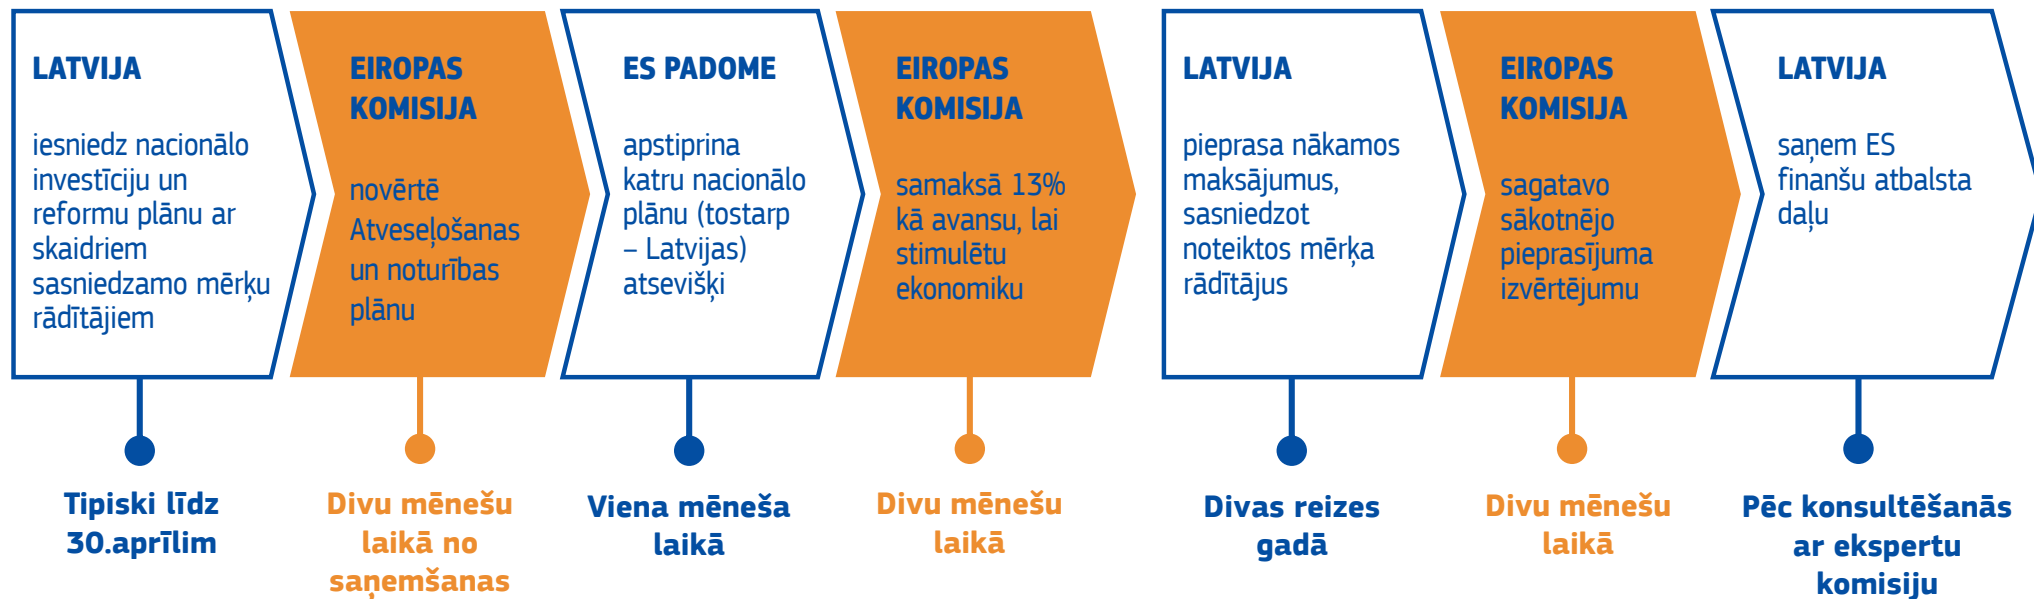 LATVIJA
iesniedz nacionālo
investīciju un
reformu plānu ar
skaidriem
sasniedzamo mērķu
rādītājiem
Tipiski līdz
30.aprīlim
EIROPAS
KOMISIJA
novērtē
Atveseļošanas
un noturības
plānu
Divu mēnešu
laikā no
saņemšanas
ES PADOME
apstiprina
katru nacionālo
plānu (tostarp
– Latvijas)
atsevišķi
Viena mēneša
laikā
EIROPAS
KOMISIJA
samaksā 13%
kā avansu, lai
stimulētu
ekonomiku
Divu mēnešu
laikā
LATVIJA
pieprasa nākamos
maksājumus,
sasniedzot
noteiktos mērķa
rādītājus
Divas reizes
gadā
EIROPAS
KOMISIJA
sagatavo
sākotnējo
pieprasījuma
izvērtējumu
Divu mēnešu
laikā
LATVIJA
saņem ES
finanšu atbalsta
daļu
Pēc konsultēšanās
ar ekspertu
komisiju